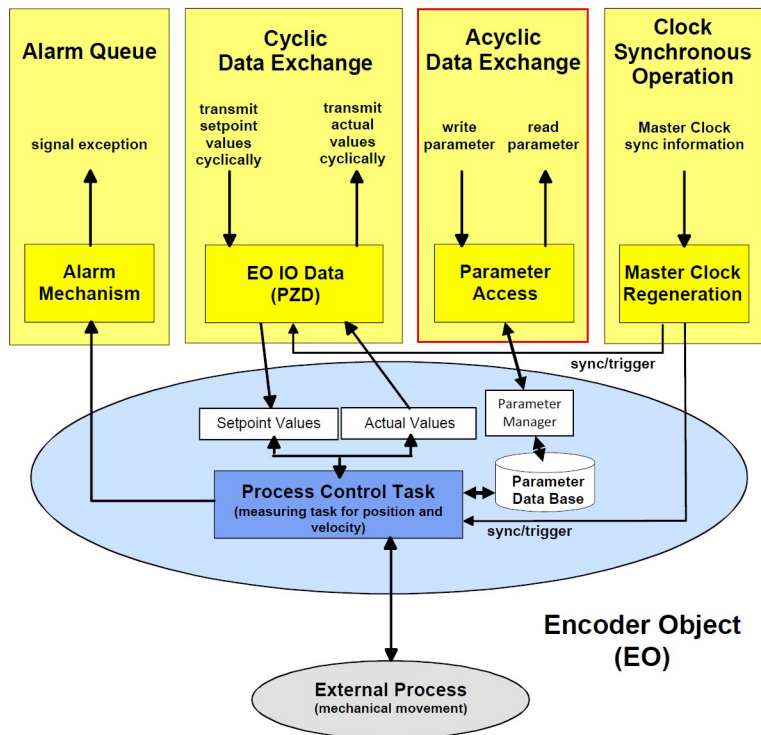 Alarm Queue
signal exception
Alarm
Mechanism
Cyclic
Data Exchange
transmit
setpoint
values
cyclically
transmit
actual
values
cyclically
EO IO Data
(PZD)
Acyclic
Data Exchange
write
parameter
read
parameter
Parameter
Access
Clock
Synchronous
Operation
Master Clock
sync information
Master Clock
Regeneration
sync/trigger
Setpoint Values
Actual Values
Parameter
Manager
Parameter
Data Base
Process Control Task
(measuring task for position and
velocity)
sync/trigger
Encoder Object
(EO)
External Process
(mechanical movement)